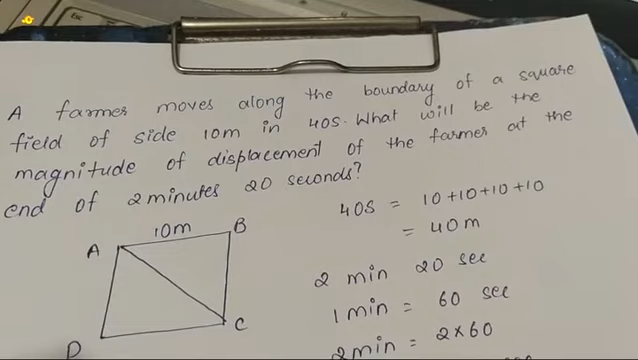 A farmer moves along the boundary of a square
field of side 10m in 40s. What will be the
magnitude of displacement of the farmer at the
end of 2 minutes 20 seconds?
40s = 10+10+10+10
= 40m
10m
A
B
C
D
2 min 20 sec
1 min = 60 sec
2 min = 2×60